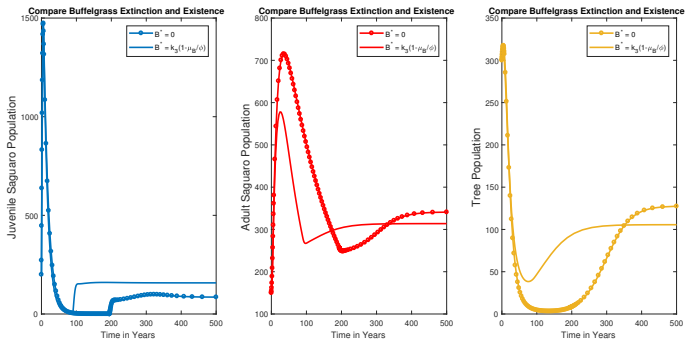 Compare Buffelgrass Extinction and Existence
B* = 0
B* = k₃(1-μ_B/ϕ)
Juvenile Saguaro Population
1500
1000
500
0
0 100 200 300 400 500
Time in Years
Compare Buffelgrass Extinction and Existence
B* = 0
B* = k₃(1-μ_B/ϕ)
Adult Saguaro Population
800
700
600
500
400
300
200
100
0 100 200 300 400 500
Time in Years
Compare Buffelgrass Extinction and Existence
B* = 0
B* = k₃(1-μ_B/ϕ)
Tree Population
350
300
250
200
150
100
50
0
0 100 200 300 400 500
Time in Years